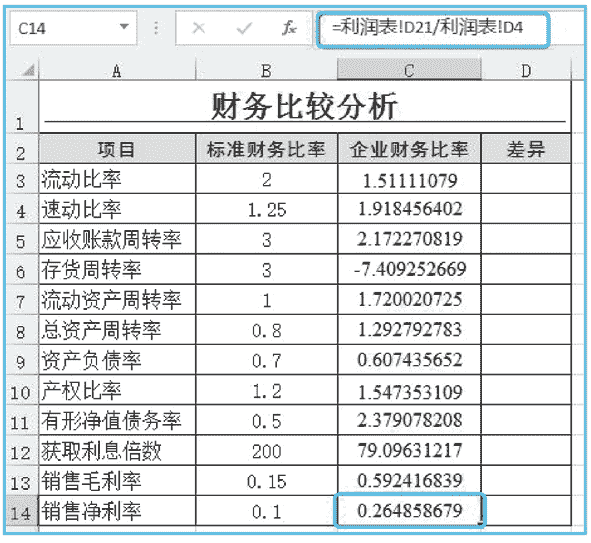 C14 fx =利润表!D21/利润表!D4
A B C D
1 财务比较分析
2 项目 标准财务比率 企业财务比率 差异
3 流动比率 2 1.51111079
4 速动比率 1.25 1.918456402
5 应收账款周转率 3 2.172270819
6 存货周转率 3 -7.409252669
7 流动资产周转率 1 1.720020725
8 总资产周转率 0.8 1.292792783
9 资产负债率 0.7 0.607435652
10 产权比率 1.2 1.547353109
11 有形净值债务率 0.5 2.379078208
12 获取利息倍数 200 79.09631217
13 销售毛利率 0.15 0.592416839
14 销售净利率 0.1 0.264858679